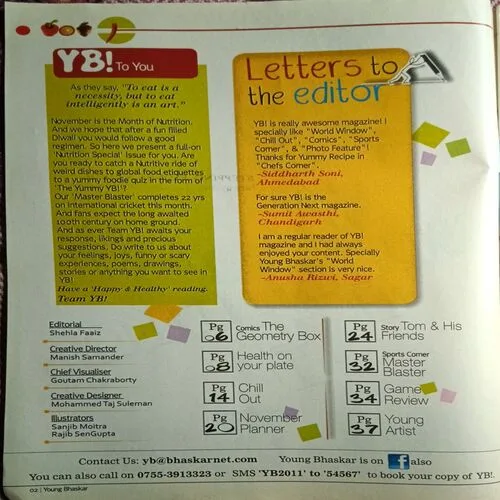 YB! To You
As they say, "To eat is a
necessity, but to eat
intelligently is an art."
November is the Month of Nutrition.
And we hope that after a fun filled
Diwali you would follow a good
regimen. So here we present a full-on
'Nutrition Special' issue for you. Are
you ready to catch a Nutritive ride of
weird dishes to global food etiquettes
to a yummy foodie quiz in the form of
'The Yummy YB!'?
Our 'Master Blaster' completes 22 yrs
on international cricket this month.
And fans expect the long awaited
100th century on home ground.
And as ever Team YB! awaits your
response, likings and precious
suggestions. Do write to us about
your feelings, joys, funny or scary
experiences, poems, drawings,
stories or anything you want to see in
YB!
Have a 'Happy & Healthy' reading.
Team YB!
Letters to
the editor
YB! is really awesome magazine! I
specially like "World Window",
"Chill Out", "Comics", "Sports
Corner", & "Photo Feature"!
Thanks for Yummy Recipe in
"Chefs Corner".
-Siddharth Soni,
Ahmedabad
For sure YB! is the
Generation Next magazine.
-Sumit Awasthi,
Chandigarh
I am a regular reader of YB!
magazine and I had always
enjoyed your content. Specially
Young Bhaskar's "World
Window" section is very nice.
-Anusha Rizwi, Sagar
Editorial
Shehla Faaiz
Creative Director
Manish Samander
Chief Visualiser
Goutam Chakraborty
Creative Designer
Mohammed Taj Suleman
Illustrators
Sanjib Moitra
Rajib SenGupta
Pg 06 Comics The
Geometry Box
Pg 08 Health on
your plate
Pg 14 Chill
Out
Pg 20 November
Planner
Pg 24 Story Tom & His
Friends
Pg 32 Sports Corner
Master
Blaster
Pg 34 Game
Review
Pg 37 Young
Artist
Contact Us: yb@bhaskarnet.com Young Bhaskar is on f also
You can also call on 0755-3913323 or SMS 'YB2011' to '54567' to book your copy of YB!.
02 | Young Bhaskar